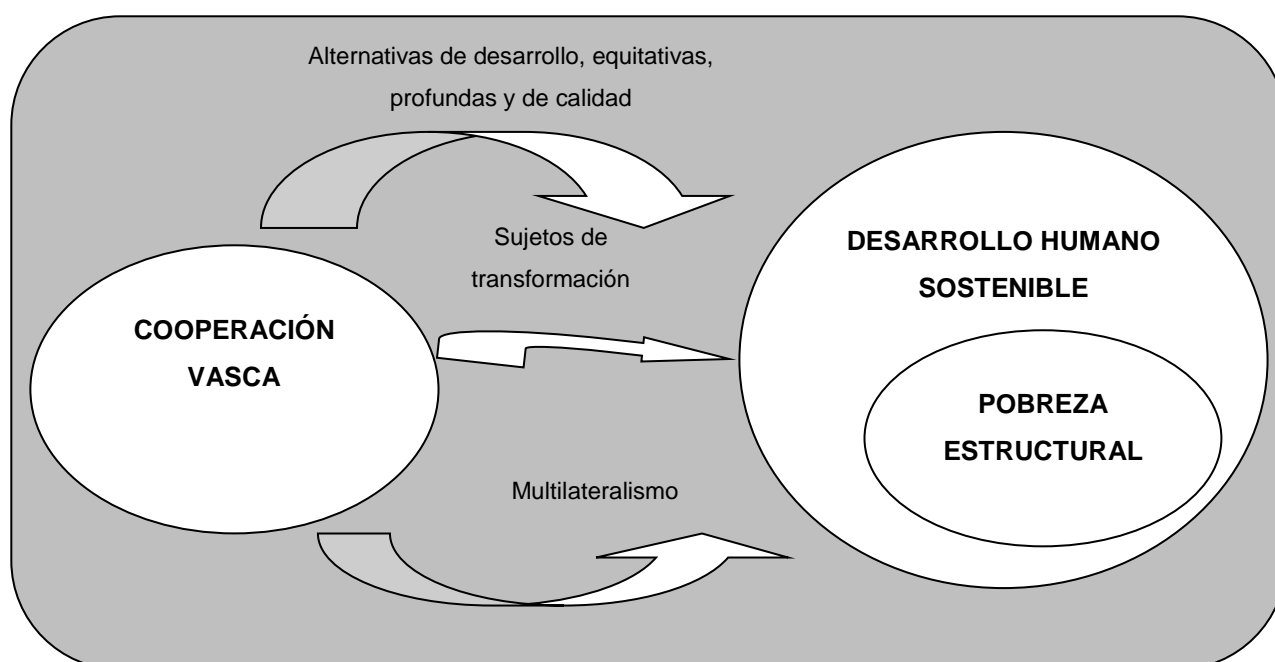 Alternativas de desarrollo, equitativas,
profundas y de calidad
Sujetos de
transformación
COOPERACIÓN
VASCA
DESARROLLO HUMANO
SOSTENIBLE
POBREZA
ESTRUCTURAL
Multilateralismo